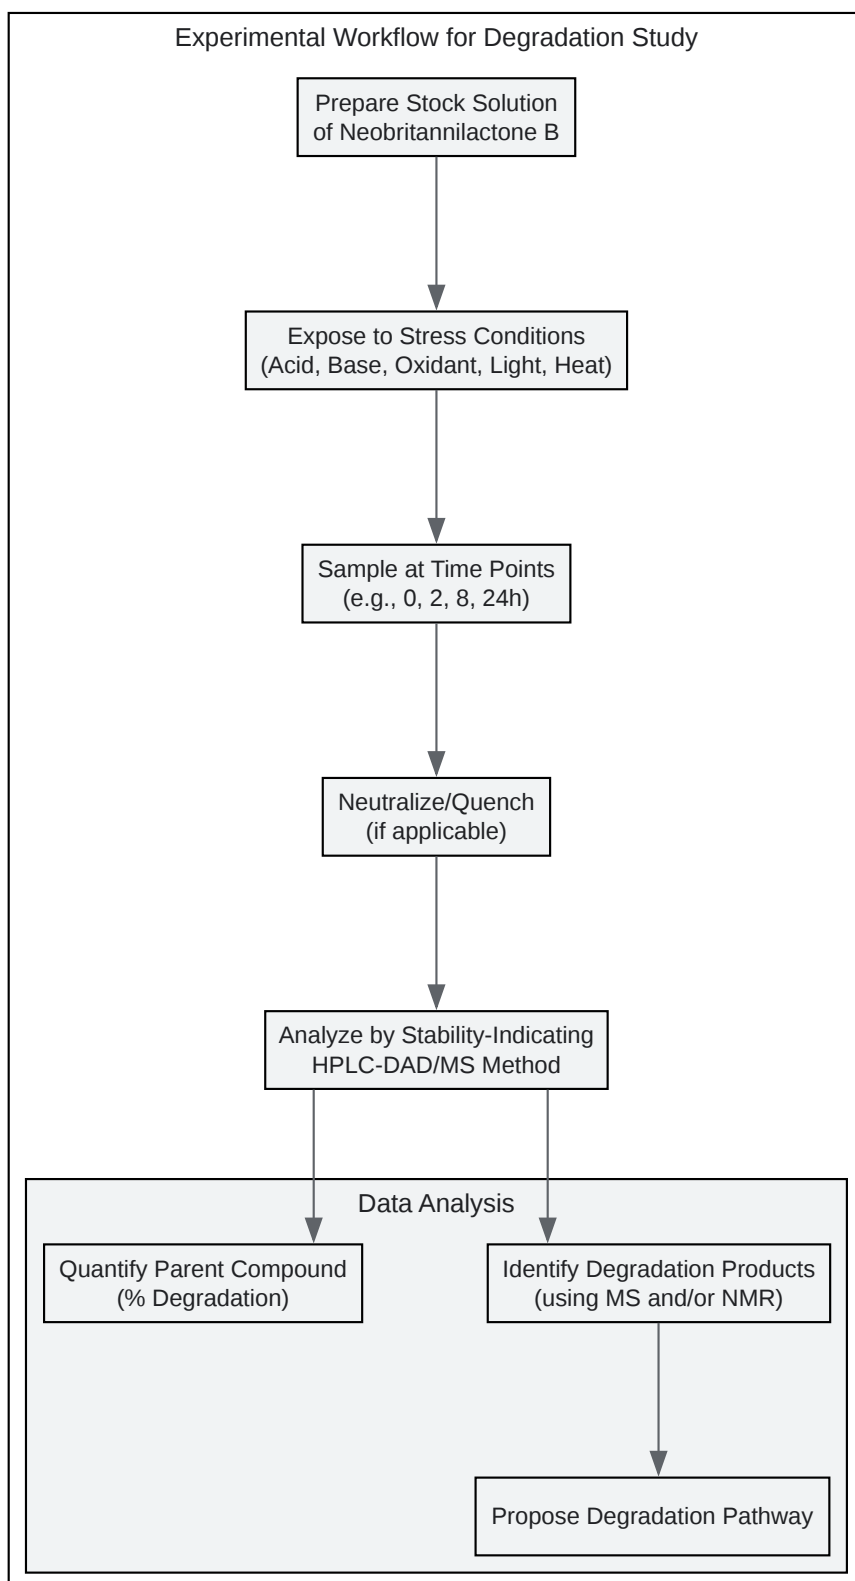 Experimental Workflow for Degradation Study
Prepare Stock Solution
of Neobritannilactone B
Expose to Stress Conditions
(Acid, Base, Oxidant, Light, Heat)
Sample at Time Points
(e.g., 0, 2, 8, 24h)
Neutralize/Quench
(if applicable)
Analyze by Stability-Indicating
HPLC-DAD/MS Method
Data Analysis
Quantify Parent Compound
(% Degradation)
Identify Degradation Products
(using MS and/or NMR)
Propose Degradation Pathway